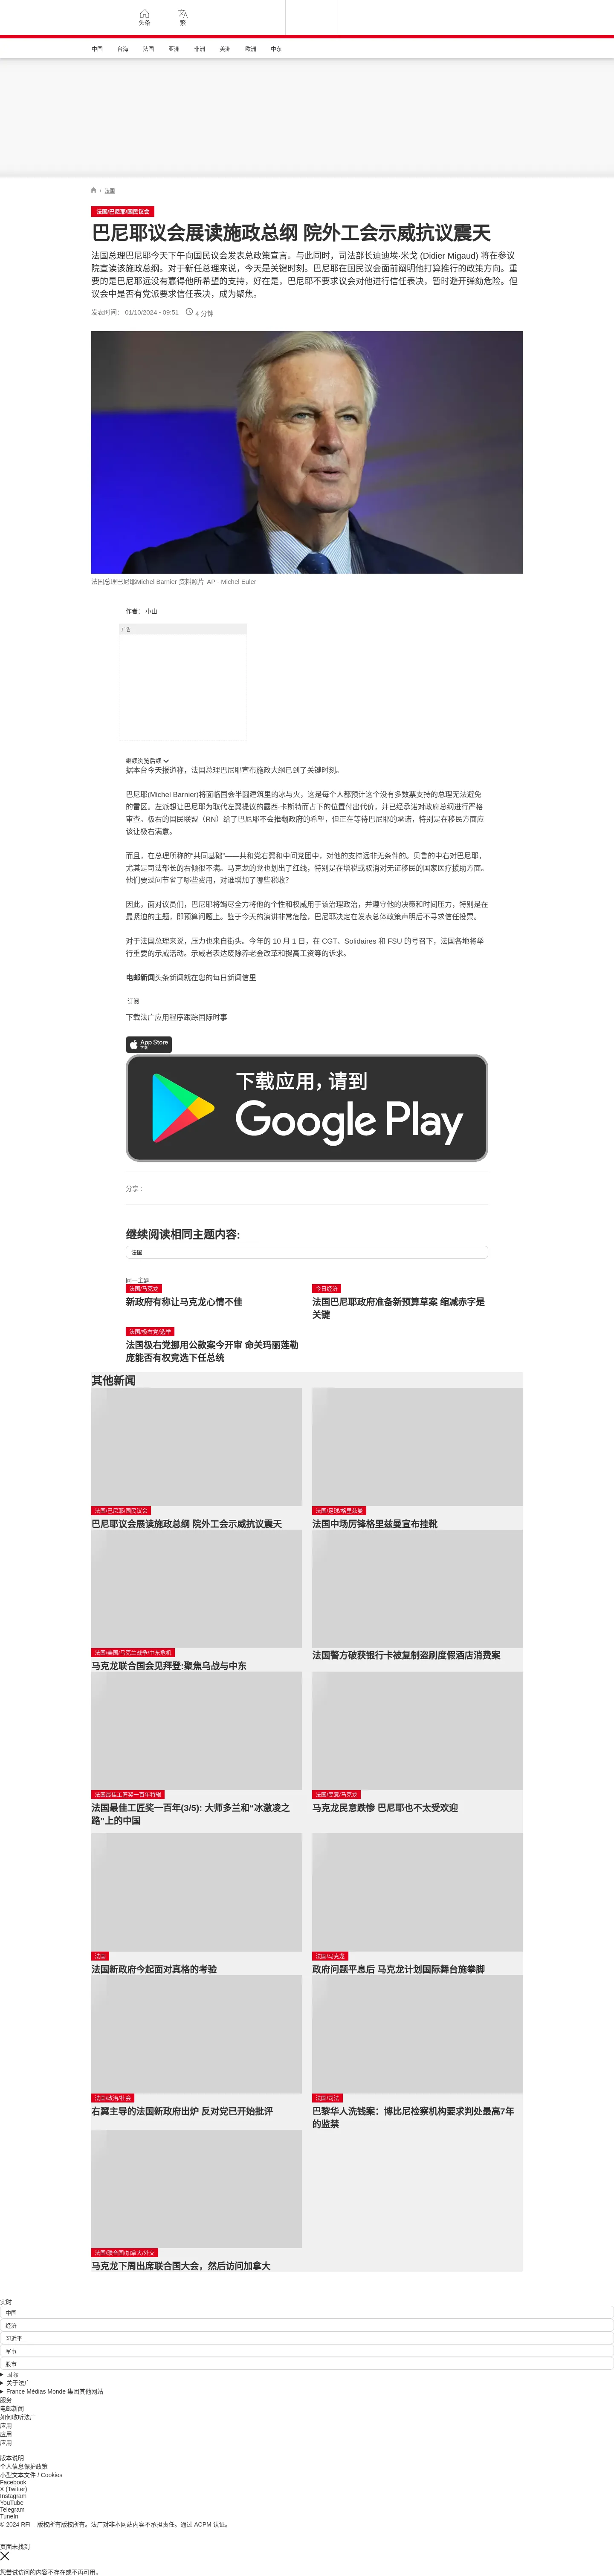 头条
繁
中国 台海 法国 亚洲 非洲 美洲 欧洲 中东
/ 法国
法国/巴尼耶/国民议会
巴尼耶议会展读施政总纲 院外工会示威抗议震天
法国总理巴尼耶今天下午向国民议会发表总政策宣言。与此同时，司法部长迪迪埃·米戈 (Didier Migaud) 将在参议
院宣读该施政总纲。对于新任总理来说，今天是关键时刻。巴尼耶在国民议会面前阐明他打算推行的政策方向。重
要的是巴尼耶远没有赢得他所希望的支持，好在是，巴尼耶不要求议会对他进行信任表决，暂时避开弹劾危险。但
议会中是否有党派要求信任表决，成为聚焦。
发表时间： 01/10/2024 - 09:51 4 分钟
法国总理巴尼耶Michel Barnier 资料照片 AP - Michel Euler
作者： 小山
广告
继续浏览后续
据本台今天报道称，法国总理巴尼耶宣布施政大纲已到了关键时刻。
巴尼耶(Michel Barnier)将面临国会半圆建筑里的冰与火，这是每个人都预计这个没有多数票支持的总理无法避免
的雷区。左派想让巴尼耶为取代左翼提议的露西·卡斯特而占下的位置付出代价，并已经承诺对政府总纲进行严格
审查。极右的国民联盟（RN）给了巴尼耶不会推翻政府的希望，但正在等待巴尼耶的承诺，特别是在移民方面应
该让极右满意。
而且，在总理所称的“共同基础”——共和党右翼和中间党团中，对他的支持远非无条件的。贝鲁的中右对巴尼耶，
尤其是司法部长的右倾很不满。马克龙的党也划出了红线，特别是在增税或取消对无证移民的国家医疗援助方面。
他们要过问节省了哪些费用，对谁增加了哪些税收?
因此，面对议员们，巴尼耶将竭尽全力将他的个性和权威用于该治理政治，并遵守他的决策和时间压力，特别是在
最紧迫的主题，即预算问题上。鉴于今天的演讲非常危险，巴尼耶决定在发表总体政策声明后不寻求信任投票。
对于法国总理来说，压力也来自街头。今年的 10 月 1 日，在 CGT、Solidaires 和 FSU 的号召下，法国各地将举
行重要的示威活动。示威者表达废除养老金改革和提高工资等的诉求。
电邮新闻头条新闻就在您的每日新闻信里
订阅
下载法广应用程序跟踪国际时事
App Store
下载
下载应用，请到
Google Play
分享 :
继续阅读相同主题内容:
法国
同一主题
法国/马克龙
新政府有称让马克龙心情不佳
今日经济
法国巴尼耶政府准备新预算草案 缩减赤字是
关键
法国/极右党/选举
法国极右党挪用公款案今开审 命关玛丽莲勒
庞能否有权竞选下任总统
其他新闻
法国/巴尼耶/国民议会
巴尼耶议会展读施政总纲 院外工会示威抗议震天
法国/足球/格里兹曼
法国中场厉锋格里兹曼宣布挂靴
法国/美国/乌克兰战争/中东危机
马克龙联合国会见拜登:聚焦乌战与中东
法国警方破获银行卡被复制盗刷度假酒店消费案
法国最佳工匠奖一百年特辑
法国最佳工匠奖一百年(3/5): 大师多兰和“冰激凌之
路”上的中国
法国/民意/马克龙
马克龙民意跌惨 巴尼耶也不太受欢迎
法国
法国新政府今起面对真格的考验
法国/马克龙
政府问题平息后 马克龙计划国际舞台施拳脚
法国/政治/社会
右翼主导的法国新政府出炉 反对党已开始批评
法国/司法
巴黎华人洗钱案：博比尼检察机构要求判处最高7年
的监禁
法国/联合国/加拿大/外交
马克龙下周出席联合国大会，然后访问加拿大
实时
中国
经济
习近平
军事
股市
国际
关于法广
France Médias Monde 集团其他网站
服务
电邮新闻
如何收听法广
应用
应用
应用
版本说明
个人信息保护政策
小型文本文件 / Cookies
Facebook
X (Twitter)
Instagram
YouTube
Telegram
TuneIn
© 2024 RFI – 版权所有版权所有。法广对非本网站内容不承担责任。通过 ACPM 认证。
页面未找到
您尝试访问的内容不存在或不再可用。